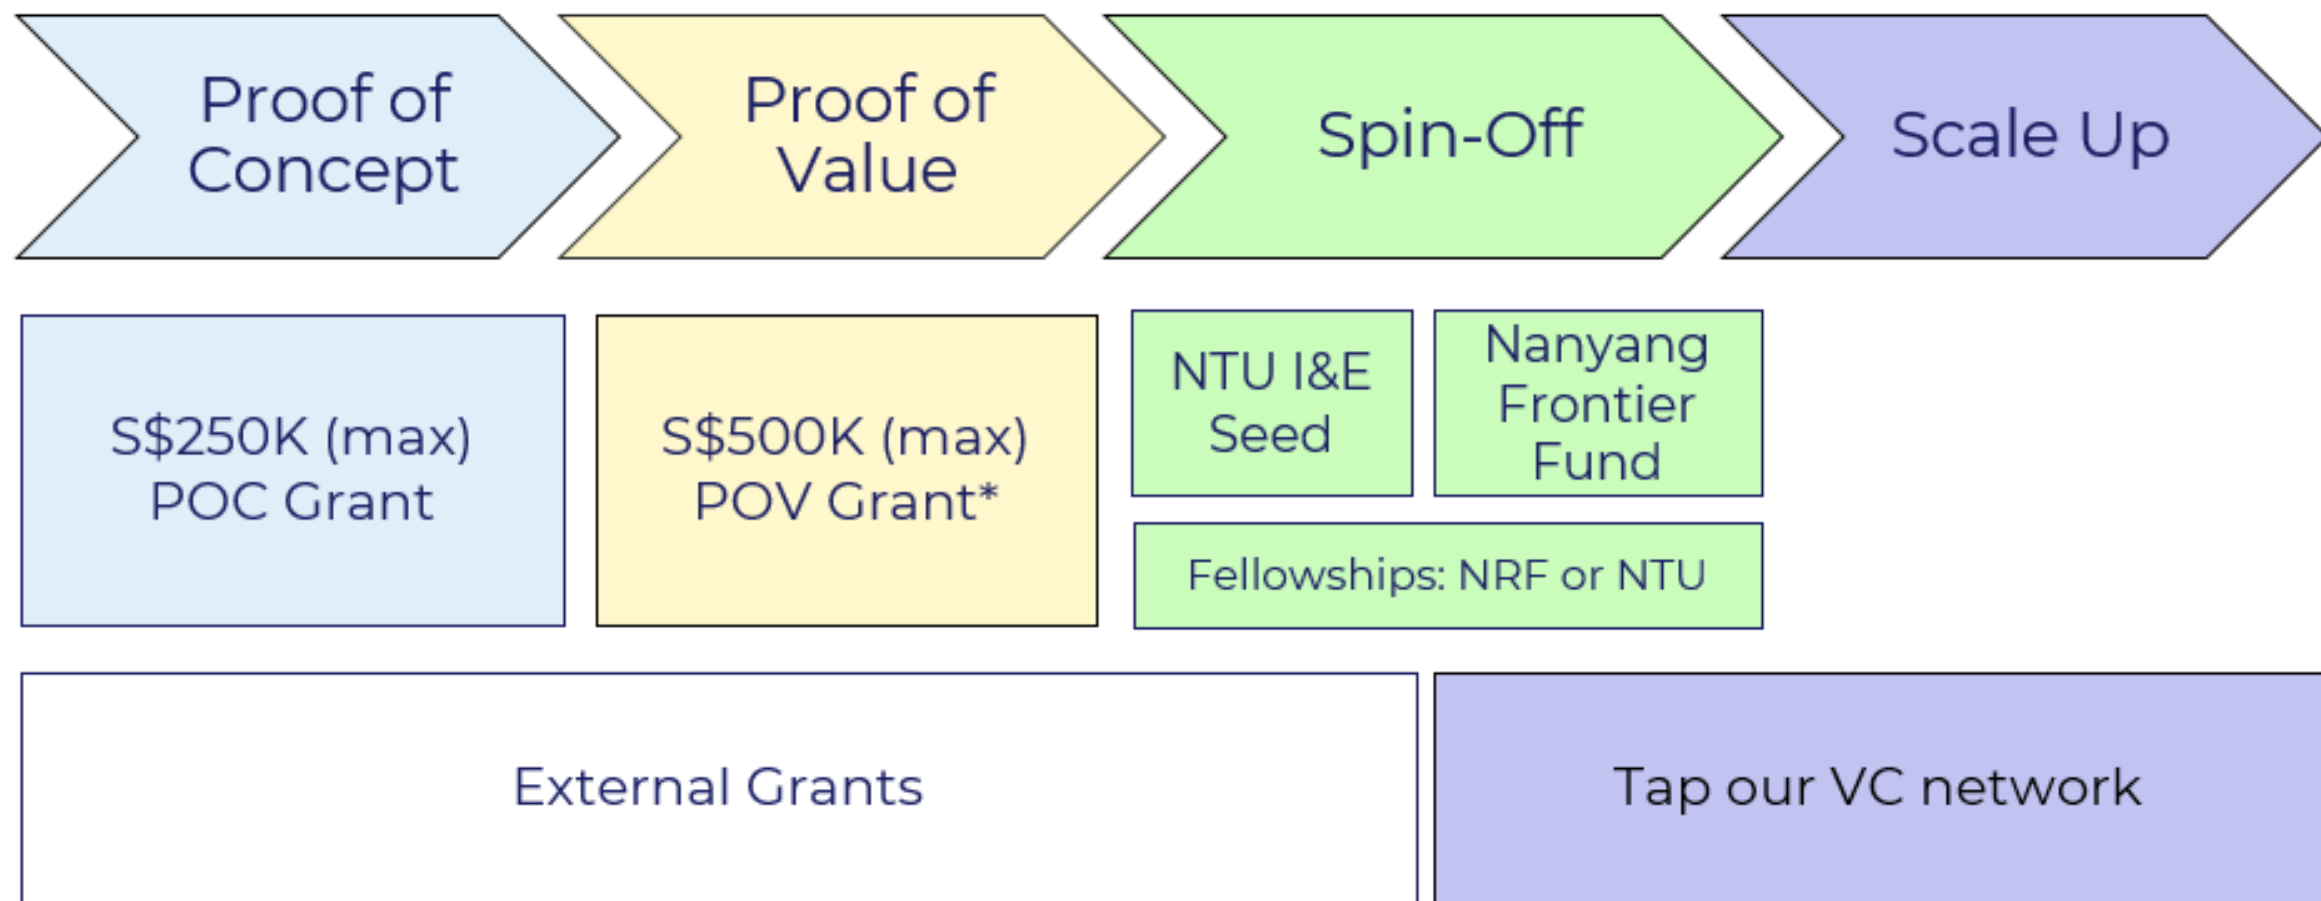 Proof of
Concept
Proof of
Value
Spin-Off
Scale Up
S$250K (max)
POC Grant
S$500K (max)
POV Grant*
NTU I&E
Seed
Nanyang
Frontier
Fund
Fellowships: NRF or NTU
External Grants
Tap our VC network